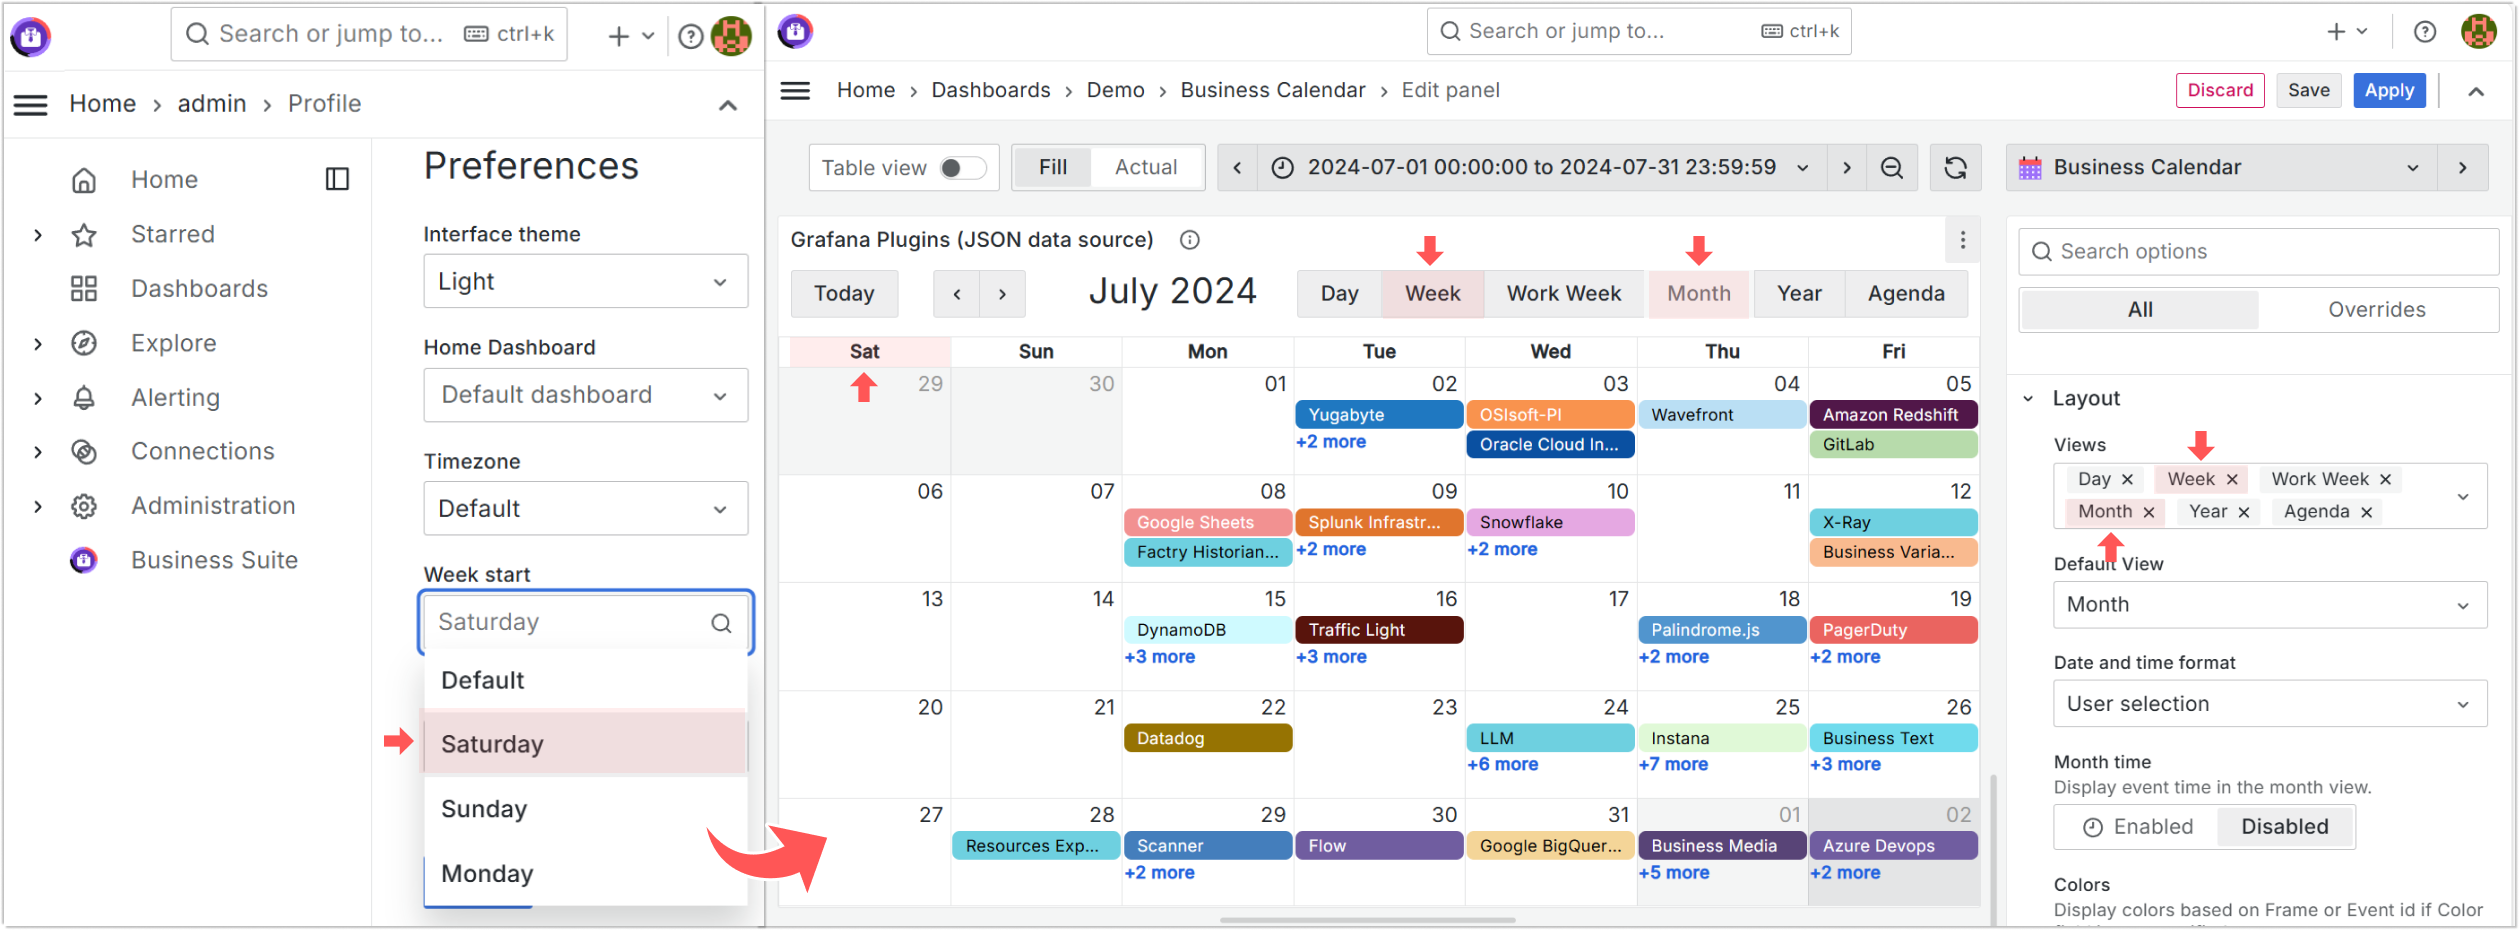 Search or jump to... ctrl+k
Home › admin › Profile
Home
Starred
Dashboards
Explore
Alerting
Connections
Administration
Business Suite
Preferences
Interface theme
Light
Home Dashboard
Default dashboard
Timezone
Default
Week start
Saturday
Default
Saturday
Sunday
Monday
Search or jump to... ctrl+k
Home › Dashboards › Demo › Business Calendar › Edit panel
Discard Save Apply
Table view Fill Actual 2024-07-01 00:00:00 to 2024-07-31 23:59:59
Grafana Plugins (JSON data source)
Today July 2024 Day Week Work Week Month Year Agenda
Sat Sun Mon Tue Wed Thu Fri
29 30 01 02 03 04 05
Yugabyte OSIsoft-PI Wavefront Amazon Redshift
+2 more Oracle Cloud In... GitLab
06 07 08 09 10 11 12
Google Sheets Splunk Infrastr... Snowflake X-Ray
Factry Historian... +2 more +2 more Business Varia...
13 14 15 16 17 18 19
DynamoDB Traffic Light Palindrome.js PagerDuty
+3 more +3 more +2 more +2 more
20 21 22 23 24 25 26
Datadog LLM Instana Business Text
+6 more +7 more +3 more
27 28 29 30 31 01 02
Resources Exp... Scanner Flow Google BigQuer... Business Media Azure Devops
+2 more +5 more +2 more
Business Calendar
Search options
All Overrides
Layout
Views
Day × Week × Work Week ×
Month × Year × Agenda ×
Default View
Month
Date and time format
User selection
Month time
Display event time in the month view.
Enabled Disabled
Colors
Display colors based on Frame or Event id if Color